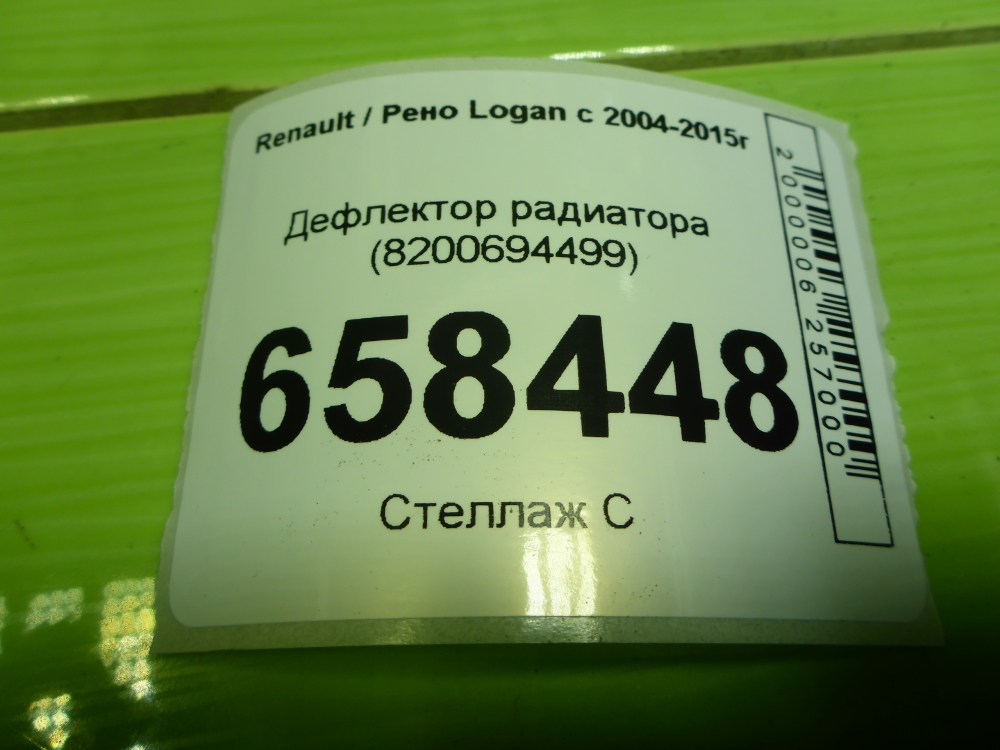 Renault / Рено Logan с 2004-2015г
Дефлектор радиатора
(8200694499)
658448
Стеллаж С
2000006257000